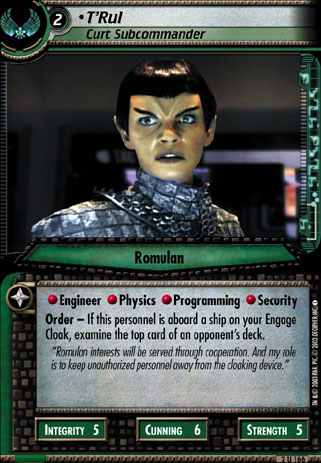 2 • T'Rul
Curt Subcommander
Romulan
Engineer Physics Programming Security
Order – If this personnel is aboard a ship on your Engage
Cloak, examine the top card of an opponent's deck.
"Romulan interests will be served through cooperation. And my role
is to keep unauthorized personnel away from the cloaking device."
INTEGRITY 5 CUNNING 6 STRENGTH 5
2 U 166